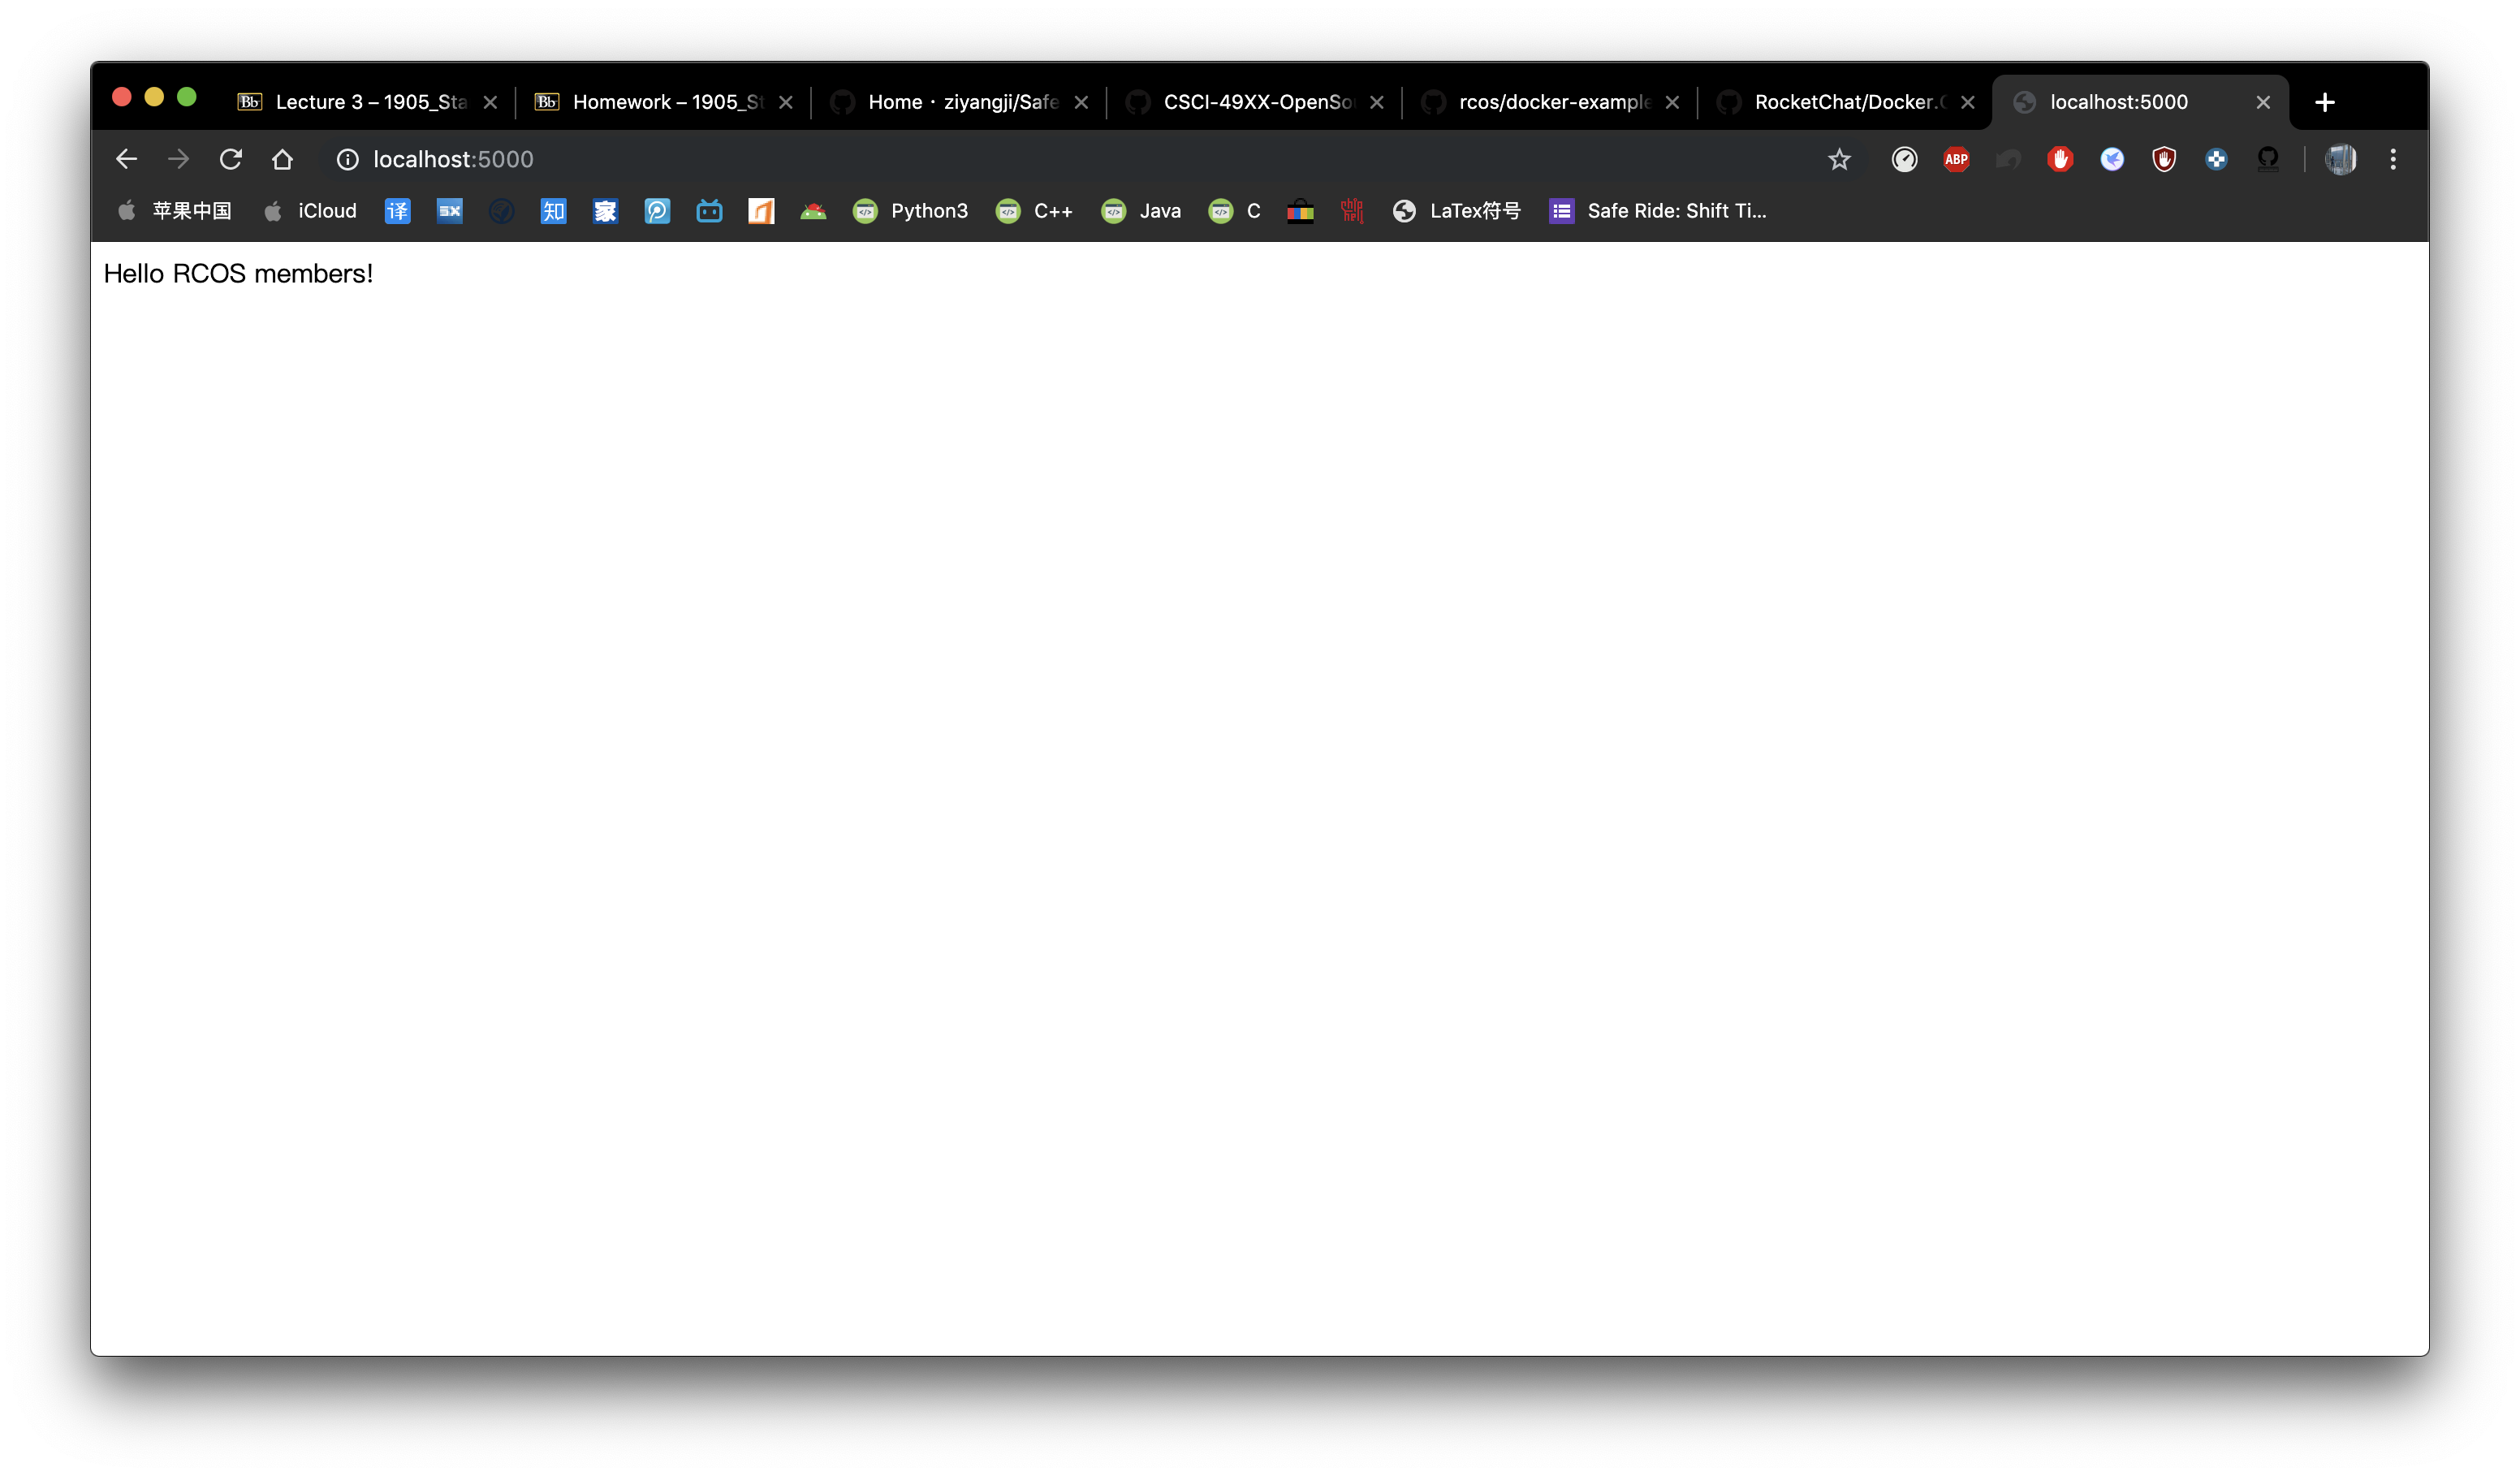 Bb Lecture 3 – 1905_Sta Bb Homework – 1905_St Home · ziyangji/Safe CSCI-49XX-OpenSou rcos/docker-example RocketChat/Docker. localhost:5000
localhost:5000 ABP
苹果中国 iCloud 译 知 家 Python3 C++ Java C LaTex符号 Safe Ride: Shift Ti...
Hello RCOS members!